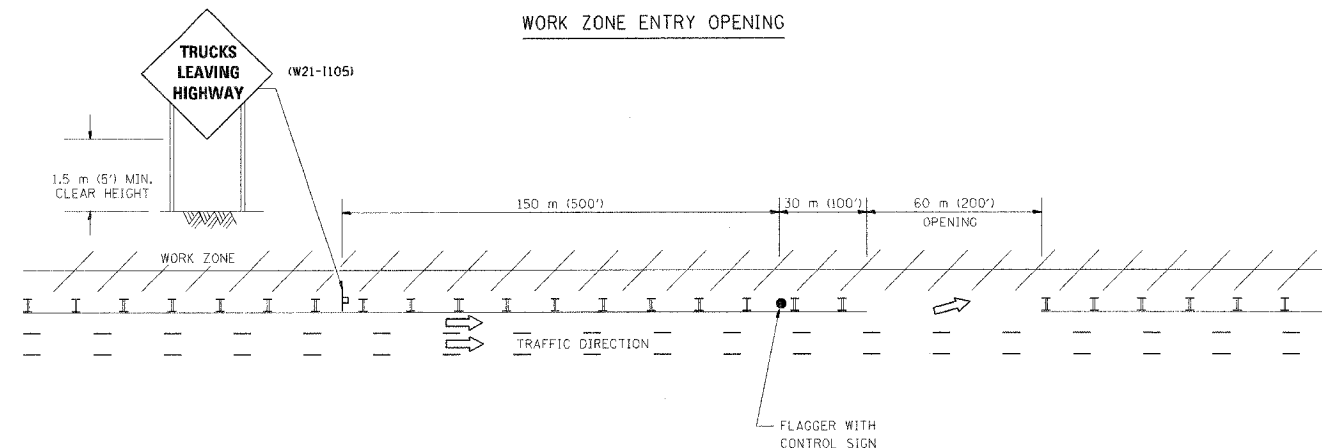 WORK ZONE ENTRY OPENING
TRUCKS
LEAVING
HIGHWAY
(W21-I105)
1.5 m (5') MIN.
CLEAR HEIGHT
150 m (500')
30 m (100')
60 m (200')
OPENING
WORK ZONE
TRAFFIC DIRECTION
FLAGGER WITH
CONTROL SIGN